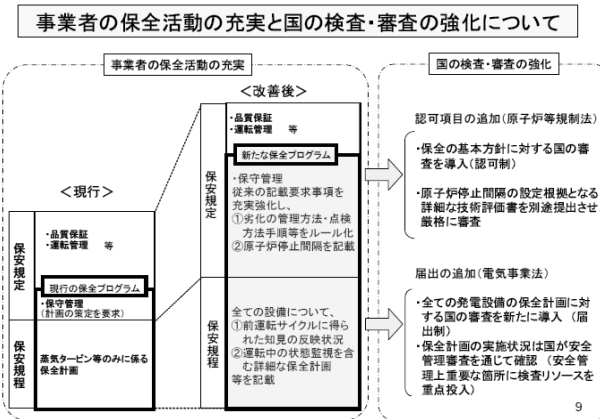 事業者の保全活動の充実と国の検査・審査の強化について
事業者の保全活動の充実
<現行>
保安規定
・品質保証
・運転管理 等
現行の保全プログラム
・保守管理
(計画の策定を要求)
保安規程
蒸気タービン等のみに係る
保全計画
<改善後>
保安規定
・品質保証
・運転管理 等
新たな保全プログラム
・保守管理
従来の記載要求事項を
充実強化し、
①劣化の管理方法・点検
方法手順等をルール化
②原子炉停止間隔を記載
保安規程
全ての設備について、
①前運転サイクルに得ら
れた知見の反映状況
②運転中の状態監視を含
む詳細な保全計画
等を記載
国の検査・審査の強化
認可項目の追加(原子炉等規制法)
・保全の基本方針に対する国の審
査を導入(認可制)
・原子炉停止間隔の設定根拠となる
詳細な技術評価書を別途提出させ
厳格に審査
届出の追加(電気事業法)
・全ての発電設備の保全計画に対
する国の審査を新たに導入 (届
出制)
・保全計画の実施状況は国が安全
管理審査を通じて確認 (安全管理
上重要な箇所に検査リソースを
重点投入)
9